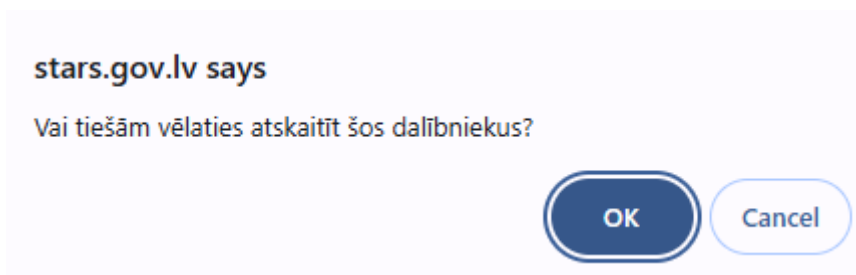 stars.gov.lv says
Vai tiešām vēlaties atskaitīt šos dalībniekus?
OK Cancel